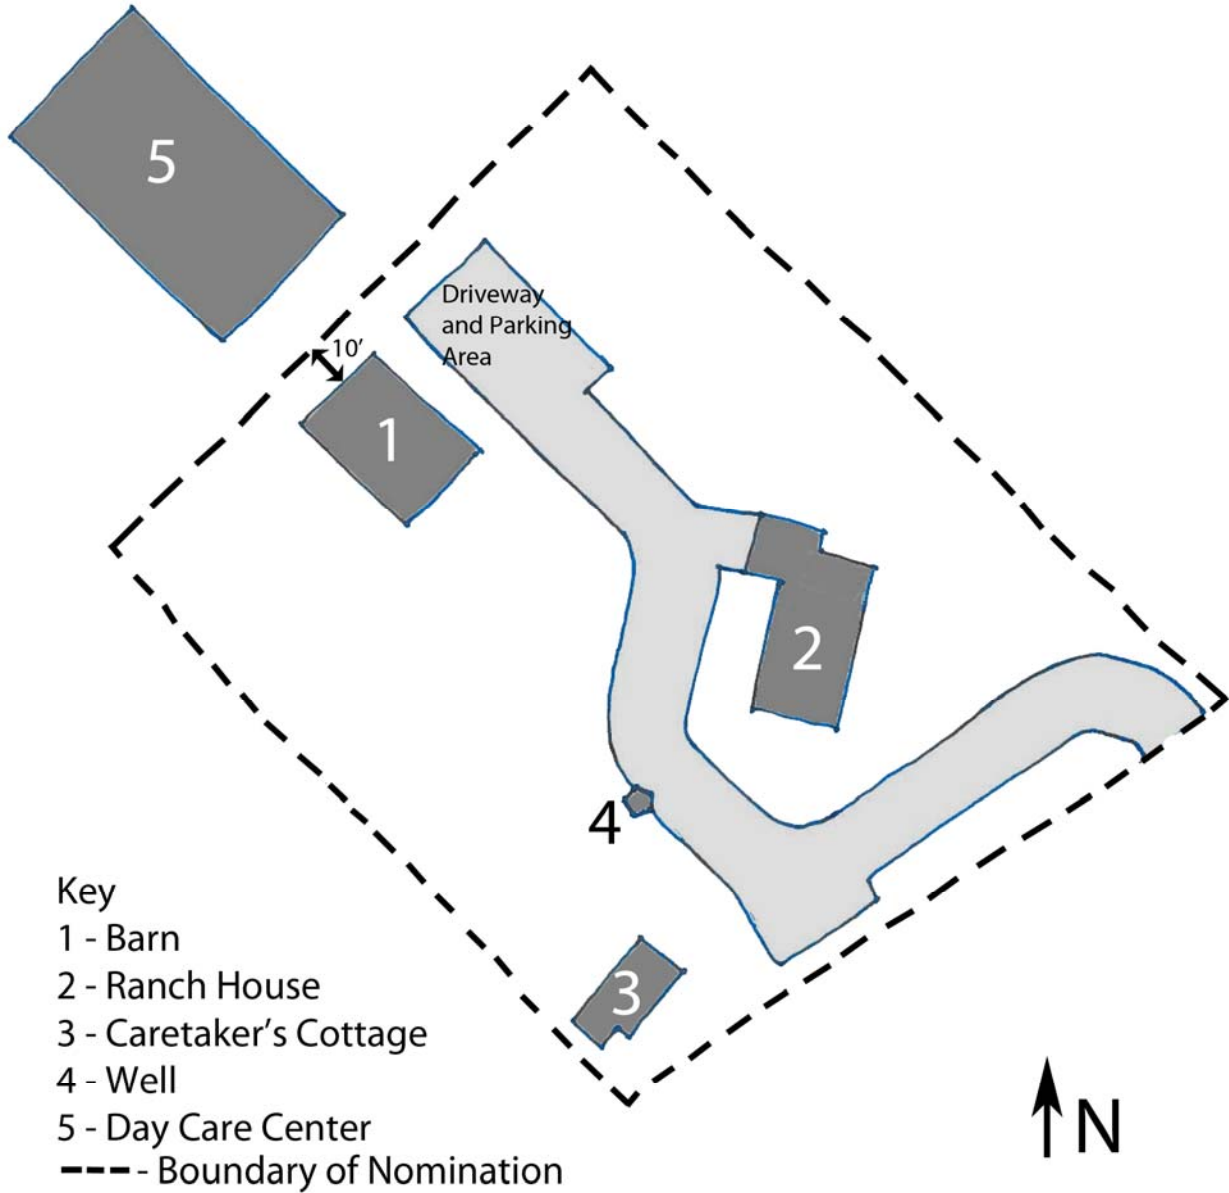 5
Driveway
and Parking
Area
10'
1
2
4
3
Key
1 - Barn
2 - Ranch House
3 - Caretaker's Cottage
4 - Well
5 - Day Care Center
- Boundary of Nomination
N